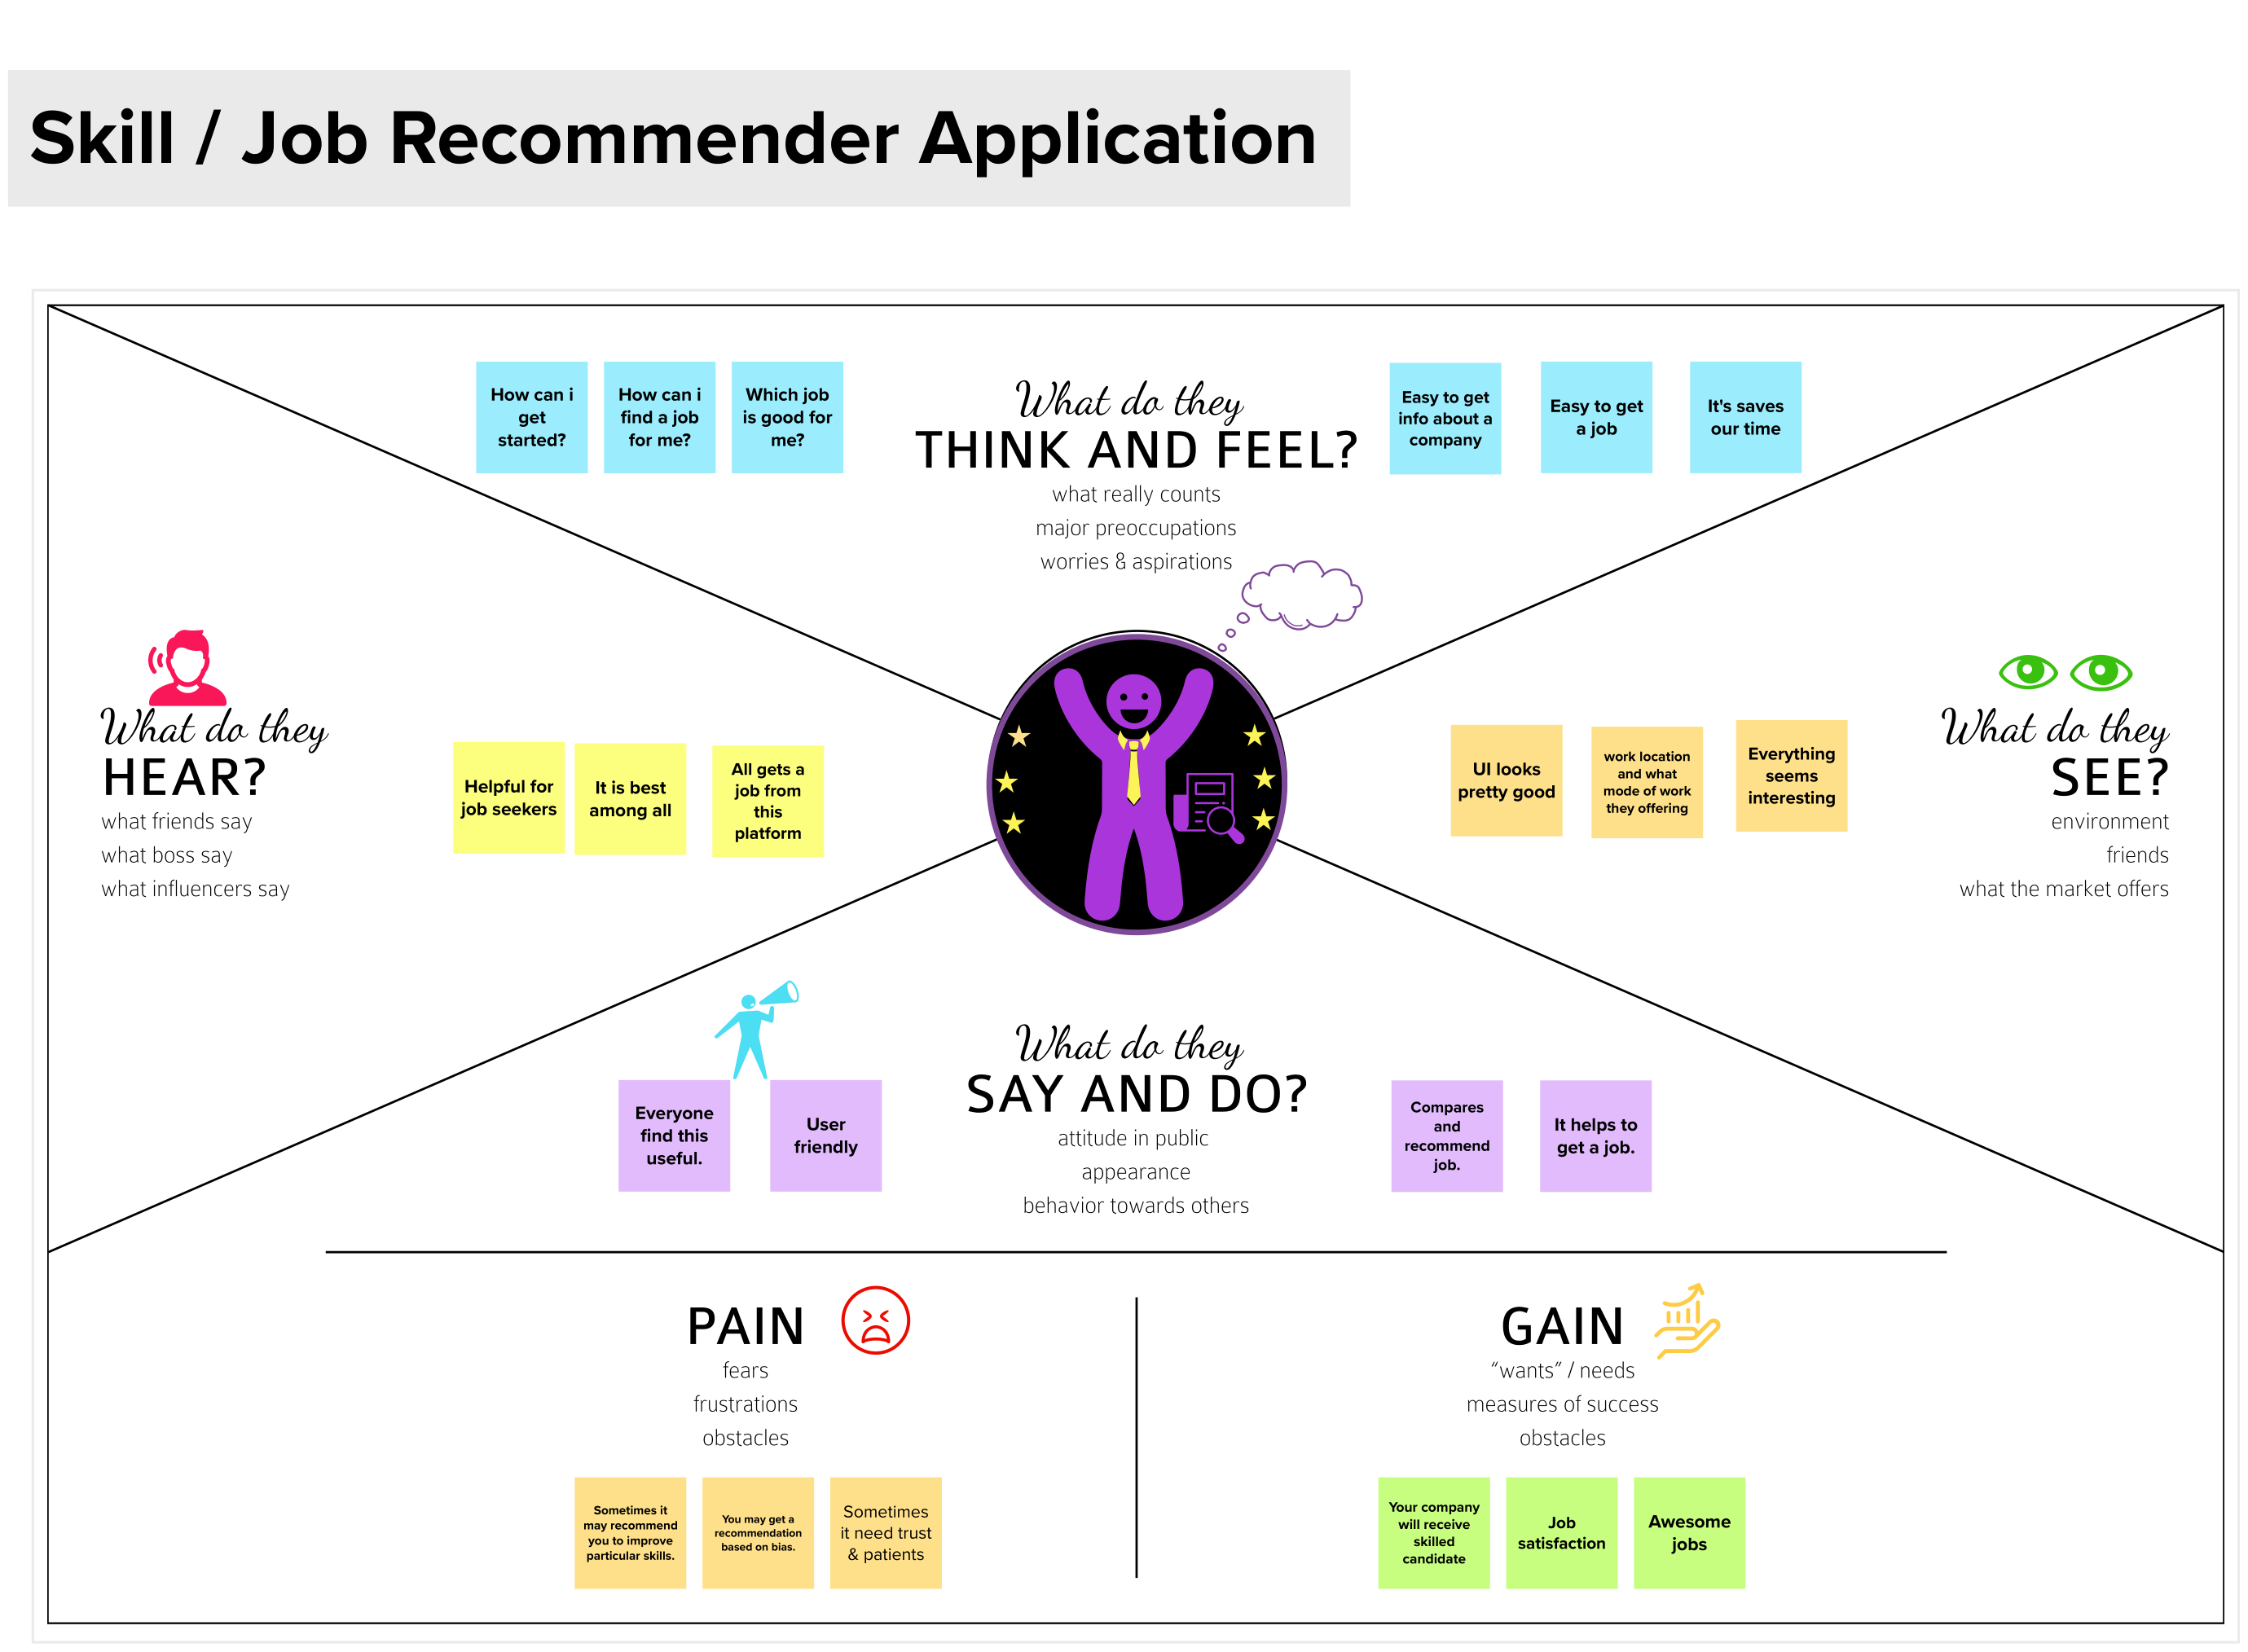 Skill / Job Recommender Application
How can i
get
started?
How can i
find a job
for me?
Which job
is good for
me?
What do they
THINK AND FEEL?
what really counts
major preoccupations
worries & aspirations
Easy to get
info about a
company
Easy to get
a job
It's saves
our time
What do they
HEAR?
what friends say
what boss say
what influencers say
Helpful for
job seekers
It is best
among all
All gets a
job from
this
platform
UI looks
pretty good
work location
and what
mode of work
they offering
Everything
seems
interesting
What do they
SEE?
environment
friends
what the market offers
Everyone
find this
useful.
User
friendly
What do they
SAY AND DO?
attitude in public
appearance
behavior towards others
Compares
and
recommend
job.
It helps to
get a job.
PAIN
fears
frustrations
obstacles
Sometimes it
may recommend
you to improve
particular skills.
You may get a
recommendation
based on bias.
Sometimes
it need trust
& patients
GAIN
“wants” / needs
measures of success
obstacles
Your company
will receive
skilled
candidate
Job
satisfaction
Awesome
jobs